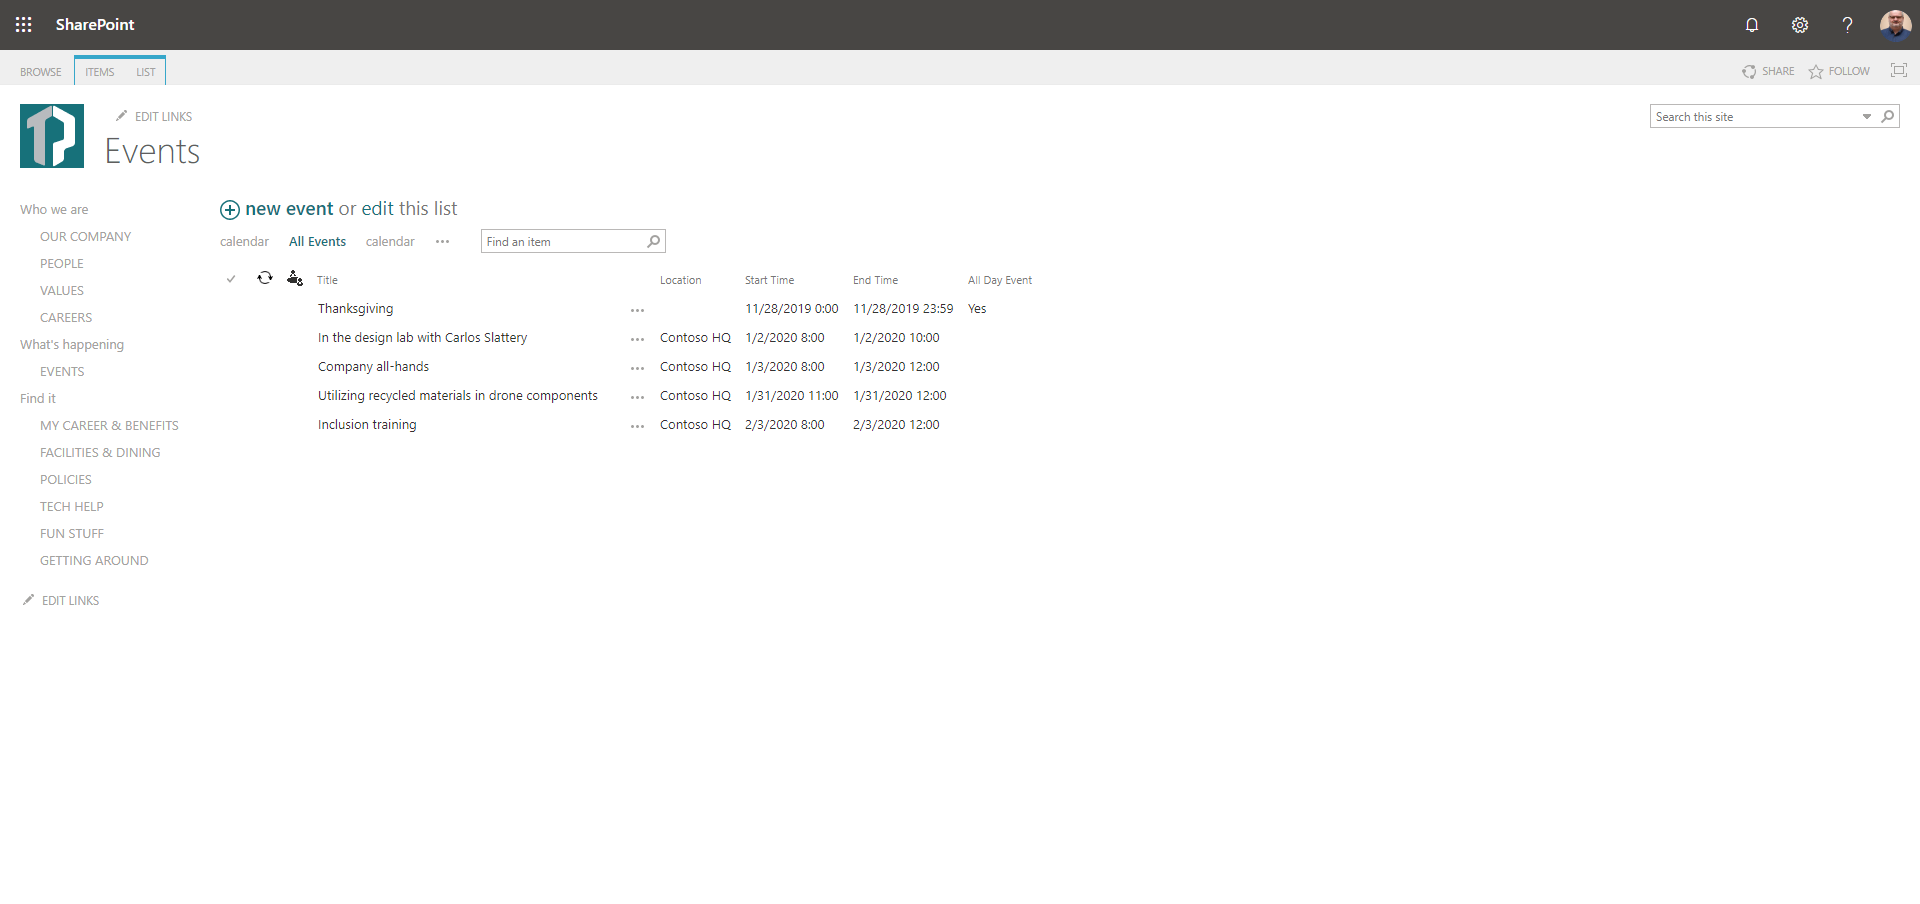 SharePoint
BROWSE ITEMS LIST SHARE FOLLOW
EDIT LINKS
Search this site
Events
Who we are
OUR COMPANY
PEOPLE
VALUES
CAREERS
What's happening
EVENTS
Find it
MY CAREER & BENEFITS
FACILITIES & DINING
POLICIES
TECH HELP
FUN STUFF
GETTING AROUND
EDIT LINKS
new event or edit this list
calendar All Events calendar ... Find an item
Title Location Start Time End Time All Day Event
Thanksgiving ... 11/28/2019 0:00 11/28/2019 23:59 Yes
In the design lab with Carlos Slattery ... Contoso HQ 1/2/2020 8:00 1/2/2020 10:00
Company all-hands ... Contoso HQ 1/3/2020 8:00 1/3/2020 12:00
Utilizing recycled materials in drone components ... Contoso HQ 1/31/2020 11:00 1/31/2020 12:00
Inclusion training ... Contoso HQ 2/3/2020 8:00 2/3/2020 12:00